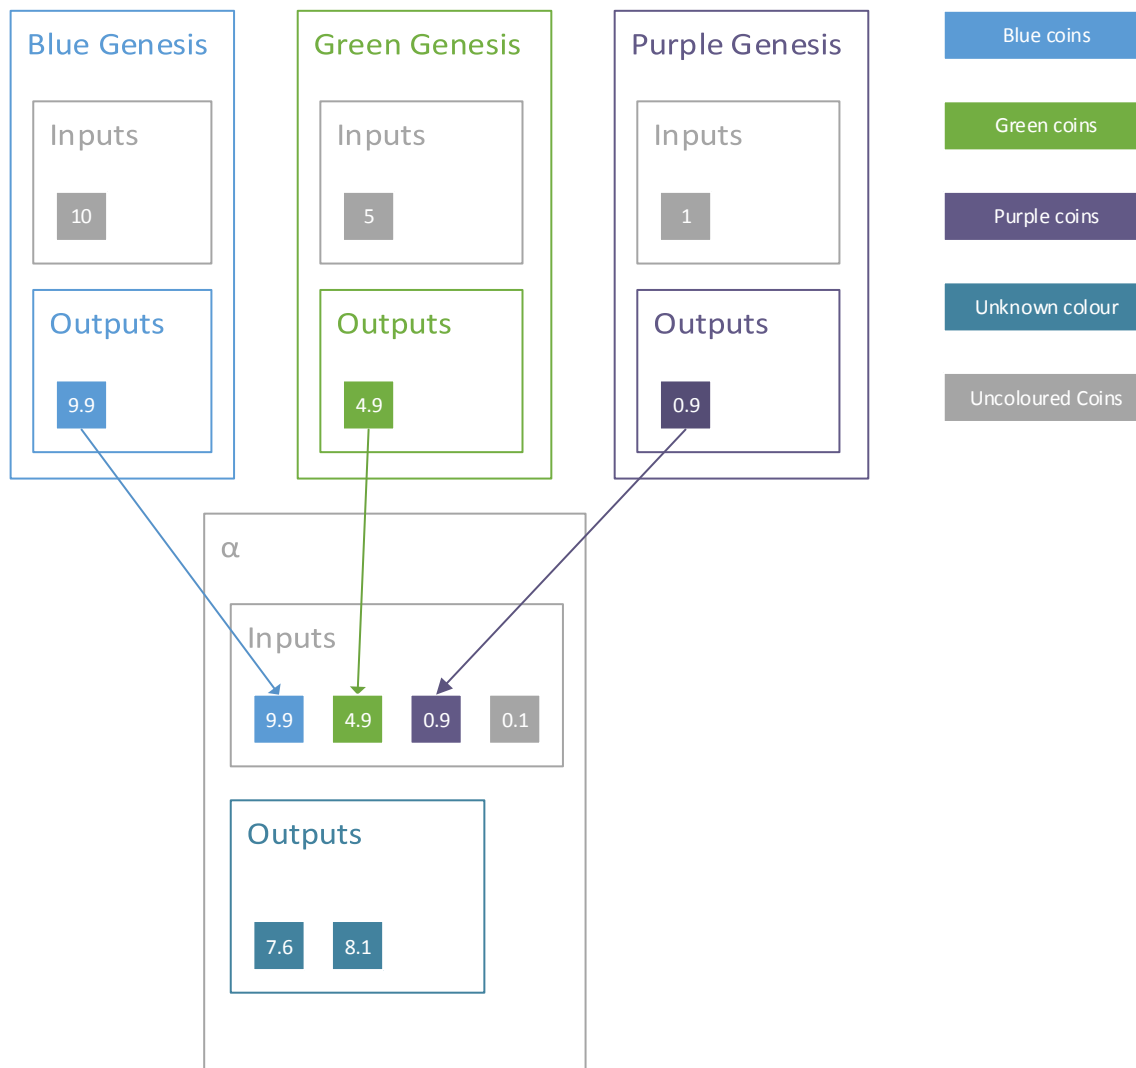 Blue Genesis
Inputs
10
Outputs
9.9
Green Genesis
Inputs
5
Outputs
4.9
Purple Genesis
Inputs
1
Outputs
0.9
Blue coins
Green coins
Purple coins
Unknown colour
Uncoloured Coins
α
Inputs
9.9 4.9 0.9 0.1
Outputs
7.6 8.1